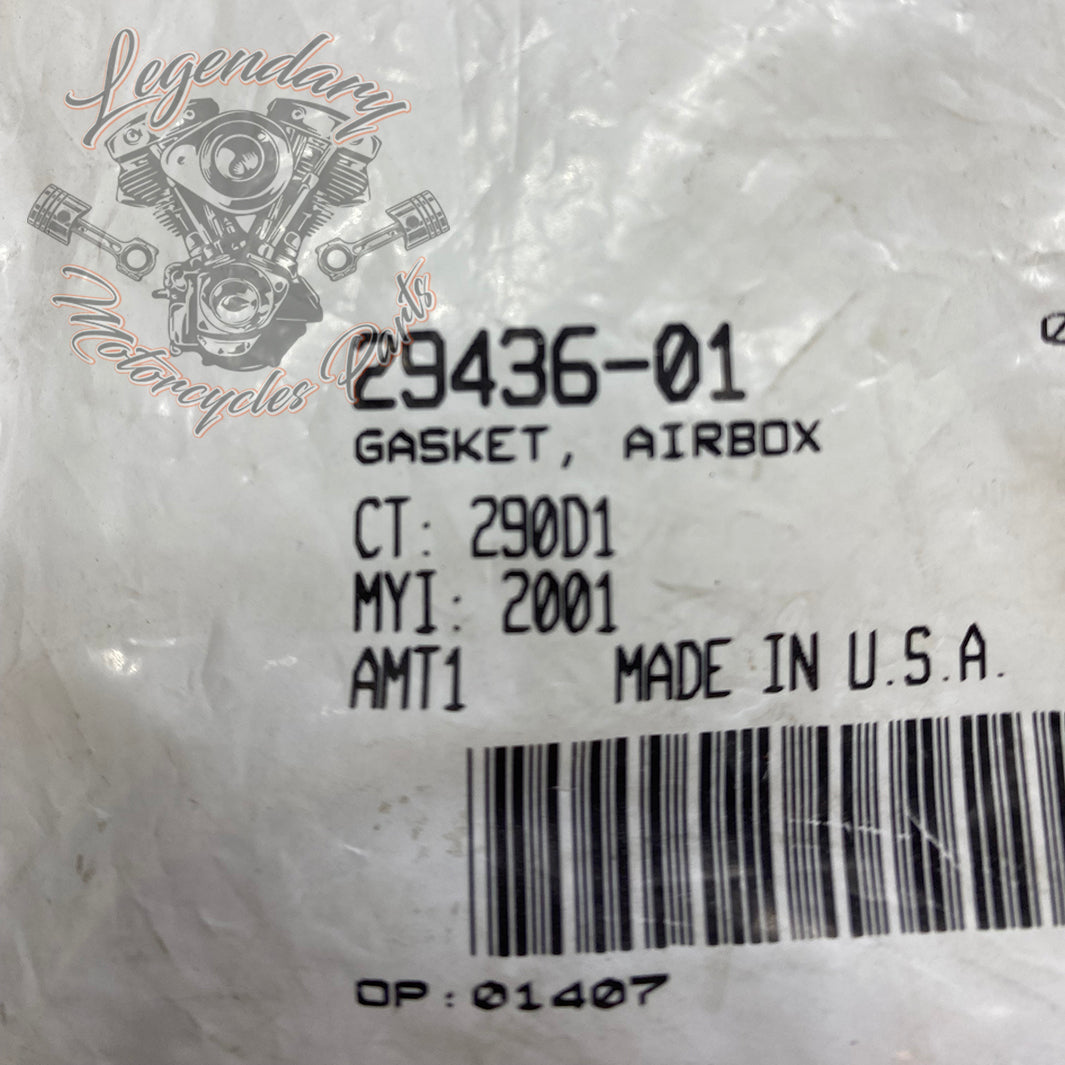 Legendary
Motorcycles Parts
29436-01
GASKET, AIRBOX
CT: 290D1
MYI: 2001
AMT1 MADE IN U.S.A.
OP:01407